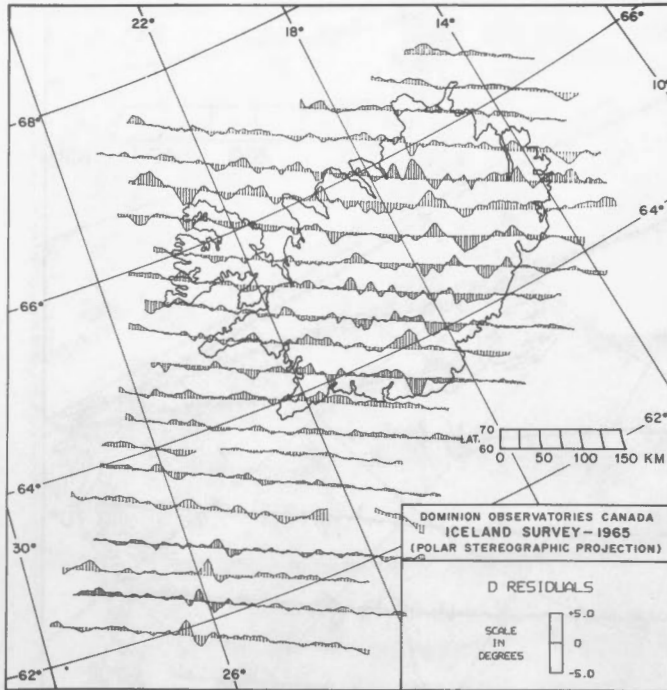 22°
18°
14°
66°
10°
68°
64°
66°
62°
LAT. 70
60
0 50 100 150 KM
64°
30°
DOMINION OBSERVATORIES CANADA
ICELAND SURVEY-1965
(POLAR STEREOGRAPHIC PROJECTION)
D RESIDUALS
SCALE
IN
DEGREES
+5.0
0
-5.0
62°
26°